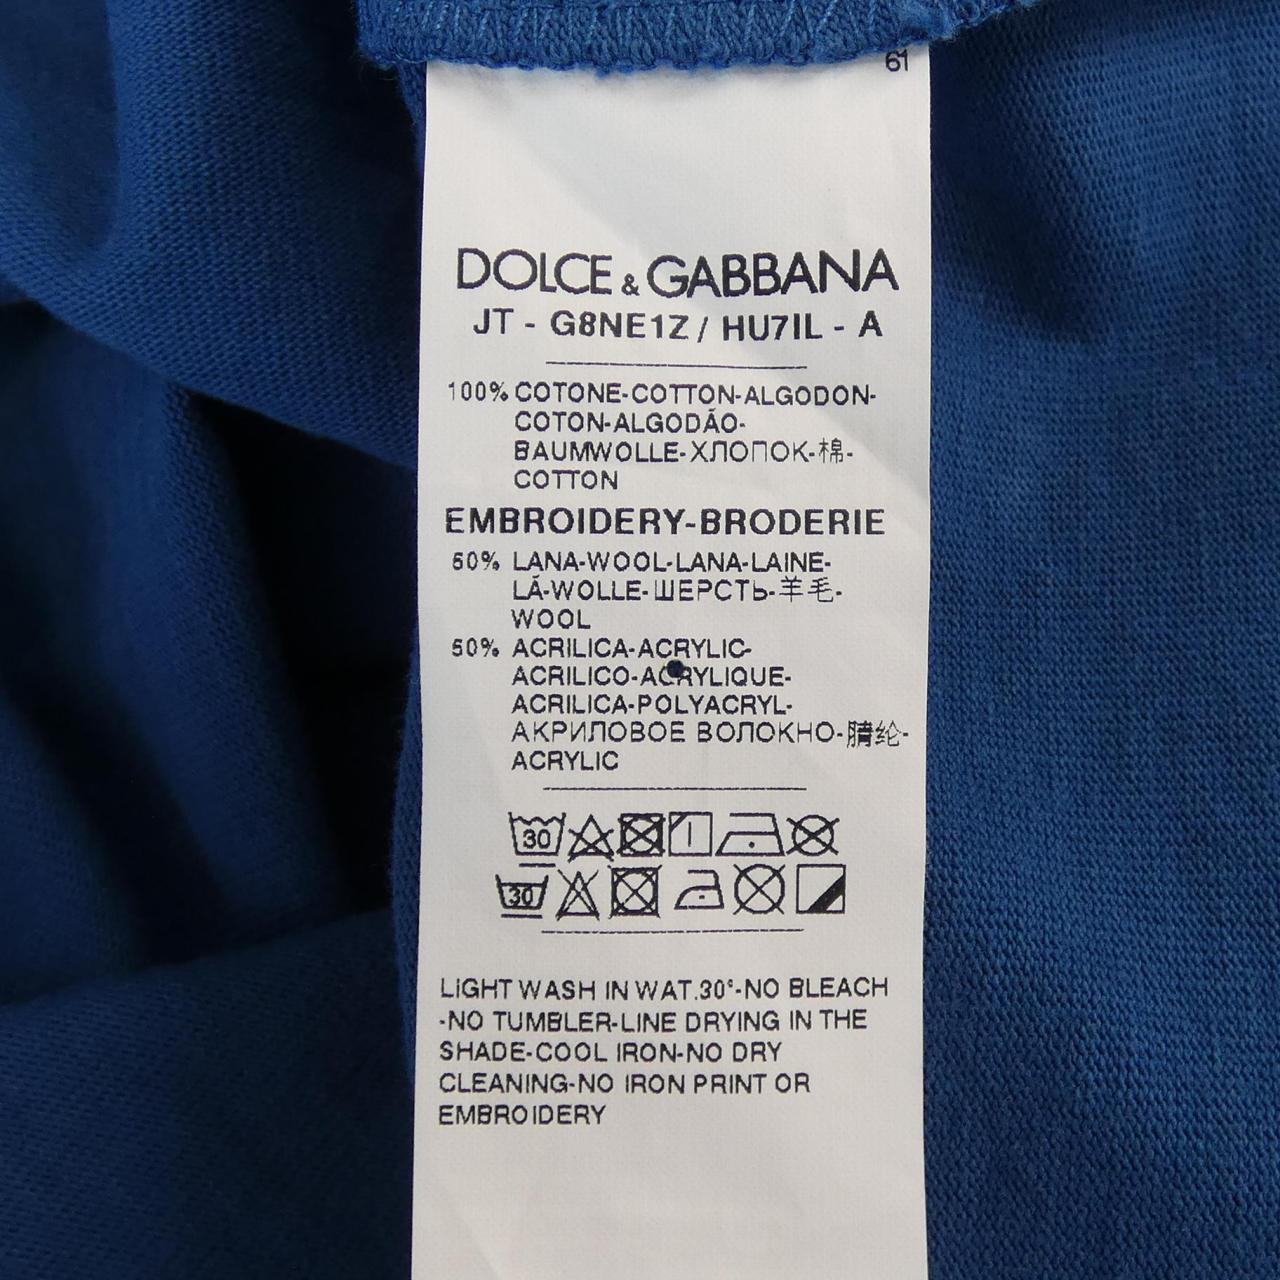 61
DOLCE & GABBANA
JT - G8NE1Z / HU7IL - A
100% COTONE-COTTON-ALGODON-
COTON-ALGODÃO-
BAUMWOLLE-ХЛОПОК-棉-
COTTON
EMBROIDERY-BRODERIE
50% LANA-WOOL-LANA-LAINE-
LÃ-WOLLE-ШЕРСТЬ-羊毛-
WOOL
50% ACRILICA-ACRYLIC-
ACRILICO-ACRYLIQUE-
ACRILICA-POLYACRYL-
АКРИЛОВОЕ ВОЛОКНО-腈纶-
ACRYLIC
30
30
LIGHT WASH IN WAT.30°-NO BLEACH
-NO TUMBLER-LINE DRYING IN THE
SHADE-COOL IRON-NO DRY
CLEANING-NO IRON PRINT OR
EMBROIDERY